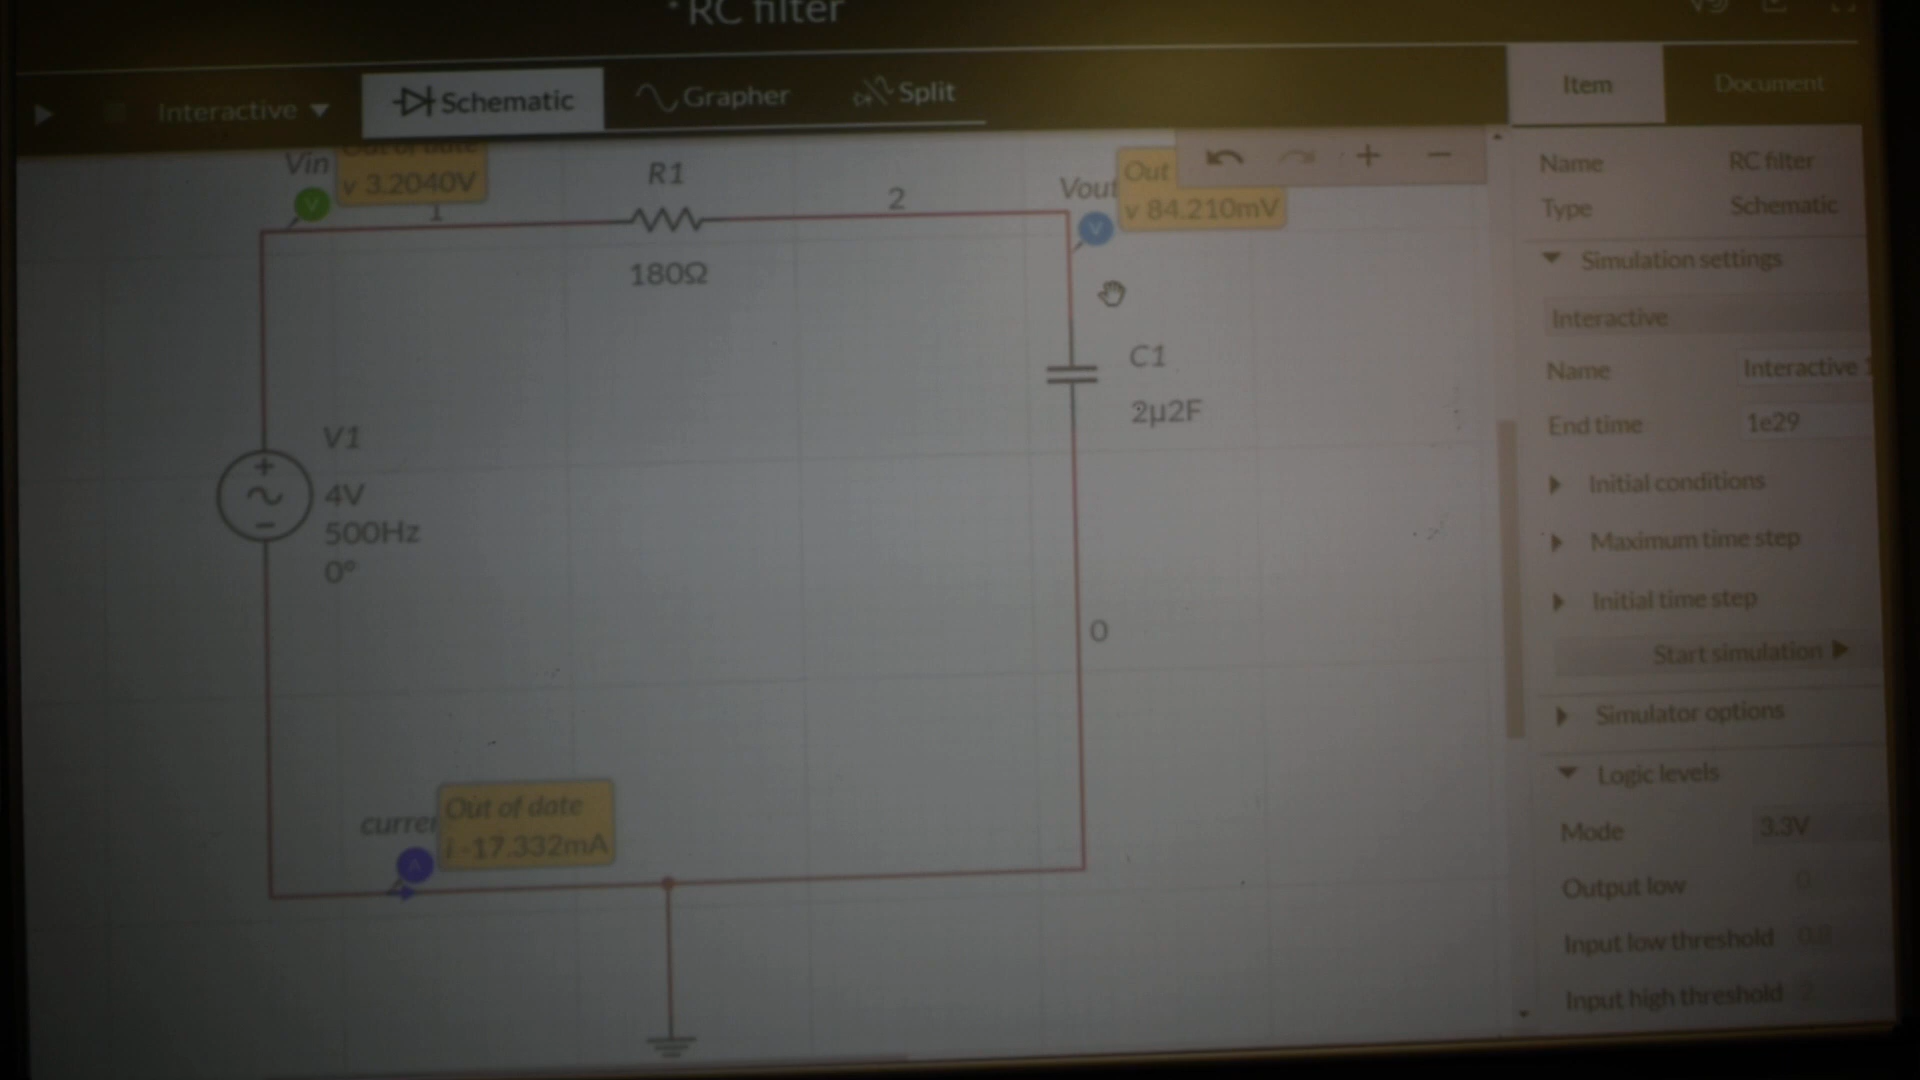 RC filter
Interactive
Schematic
Grapher
Split
Item
Document
Vin
v 3.2040V
1
R1
180Ω
2
Vout
Out
v 84.210mV
C1
2µ2F
V1
4V
500Hz
0°
0
Out of date
i -17.332mA
Name RC filter
Type Schematic
Simulation settings
Interactive
Name Interactive 1
End time 1e29
Initial conditions
Maximum time step
Initial time step
Start simulation
Simulator options
Logic levels
Mode 3.3V
Output low 0
Input low threshold
Input high threshold